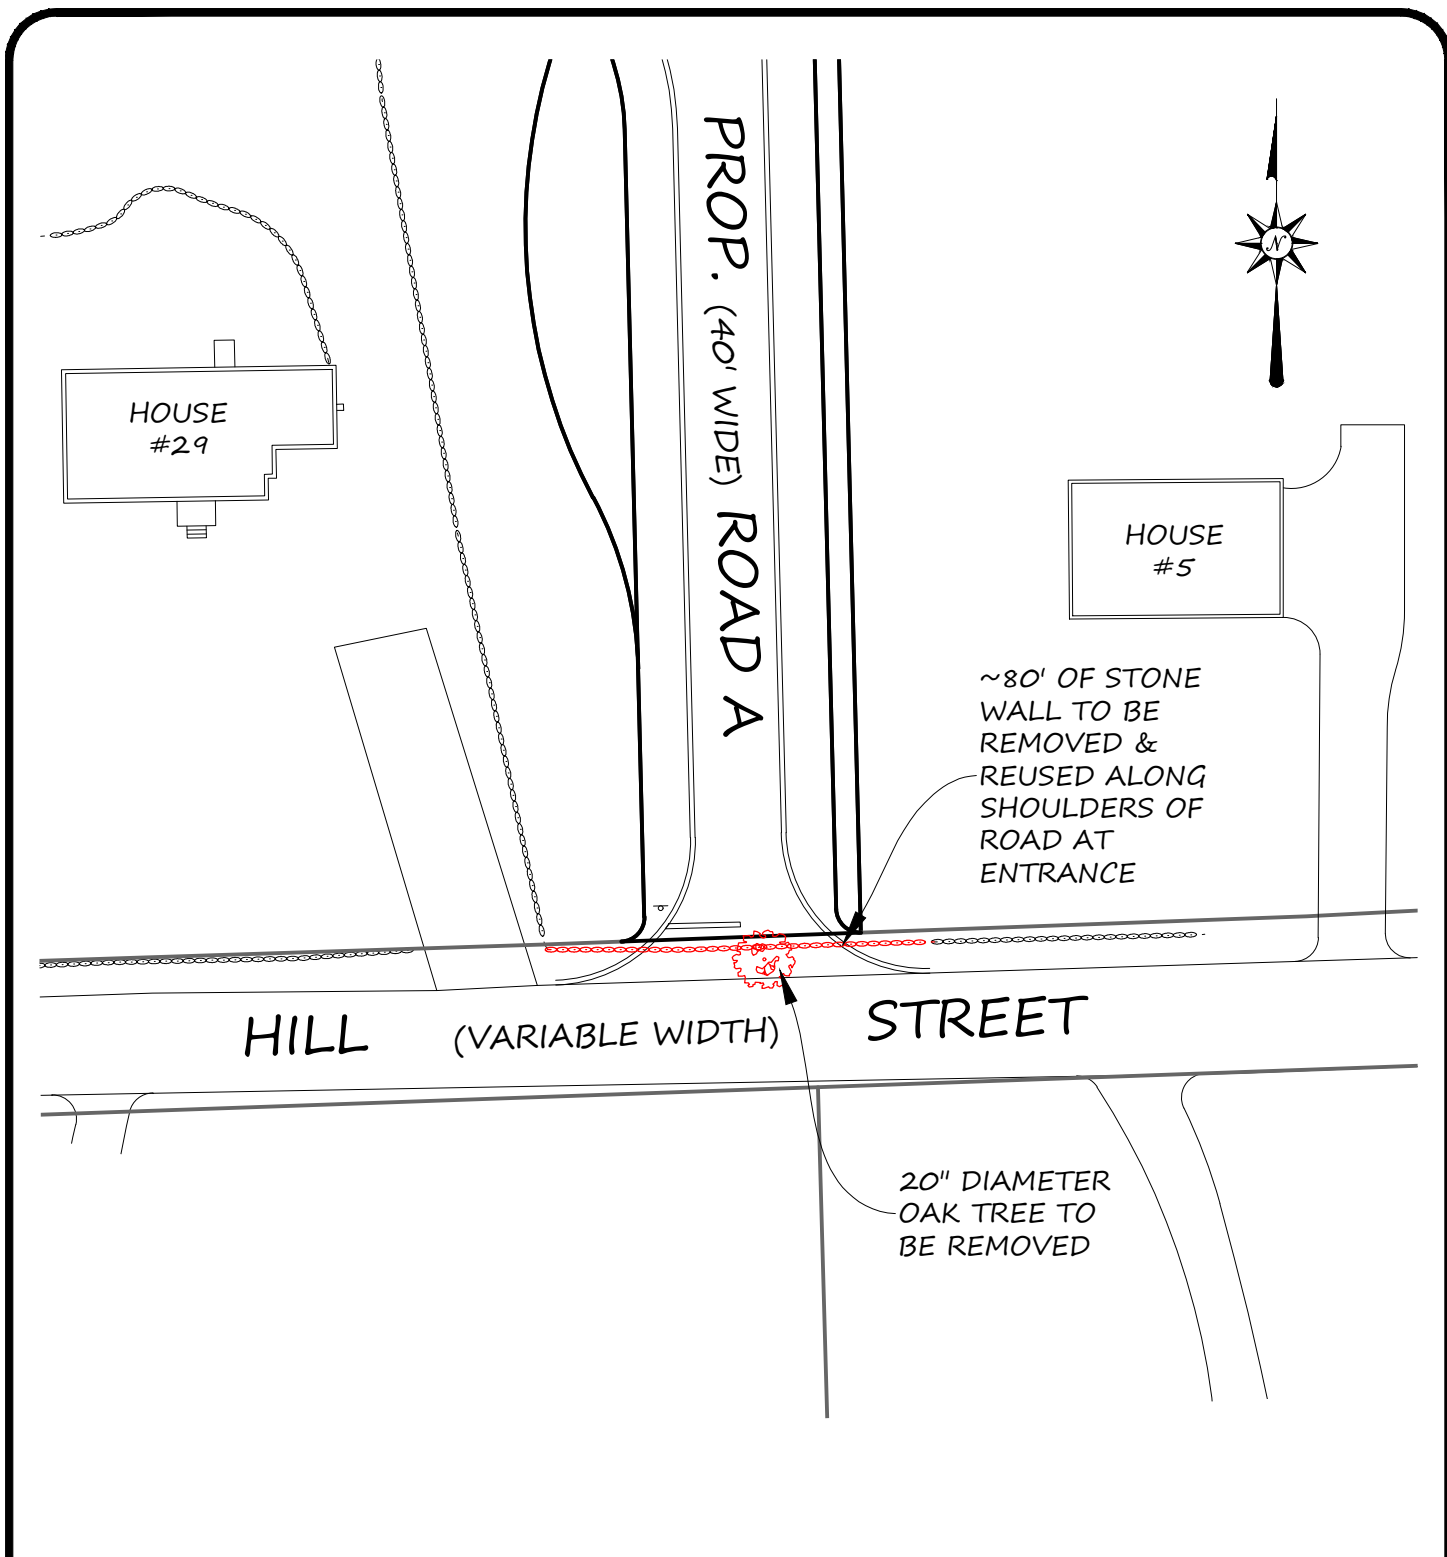 PROP. (40' WIDE) ROAD A
N
HOUSE
#29
HOUSE
#5
~80' OF STONE
WALL TO BE
REMOVED &
REUSED ALONG
SHOULDERS OF
ROAD AT
ENTRANCE
HILL (VARIABLE WIDTH) STREET
20" DIAMETER
OAK TREE TO
BE REMOVED